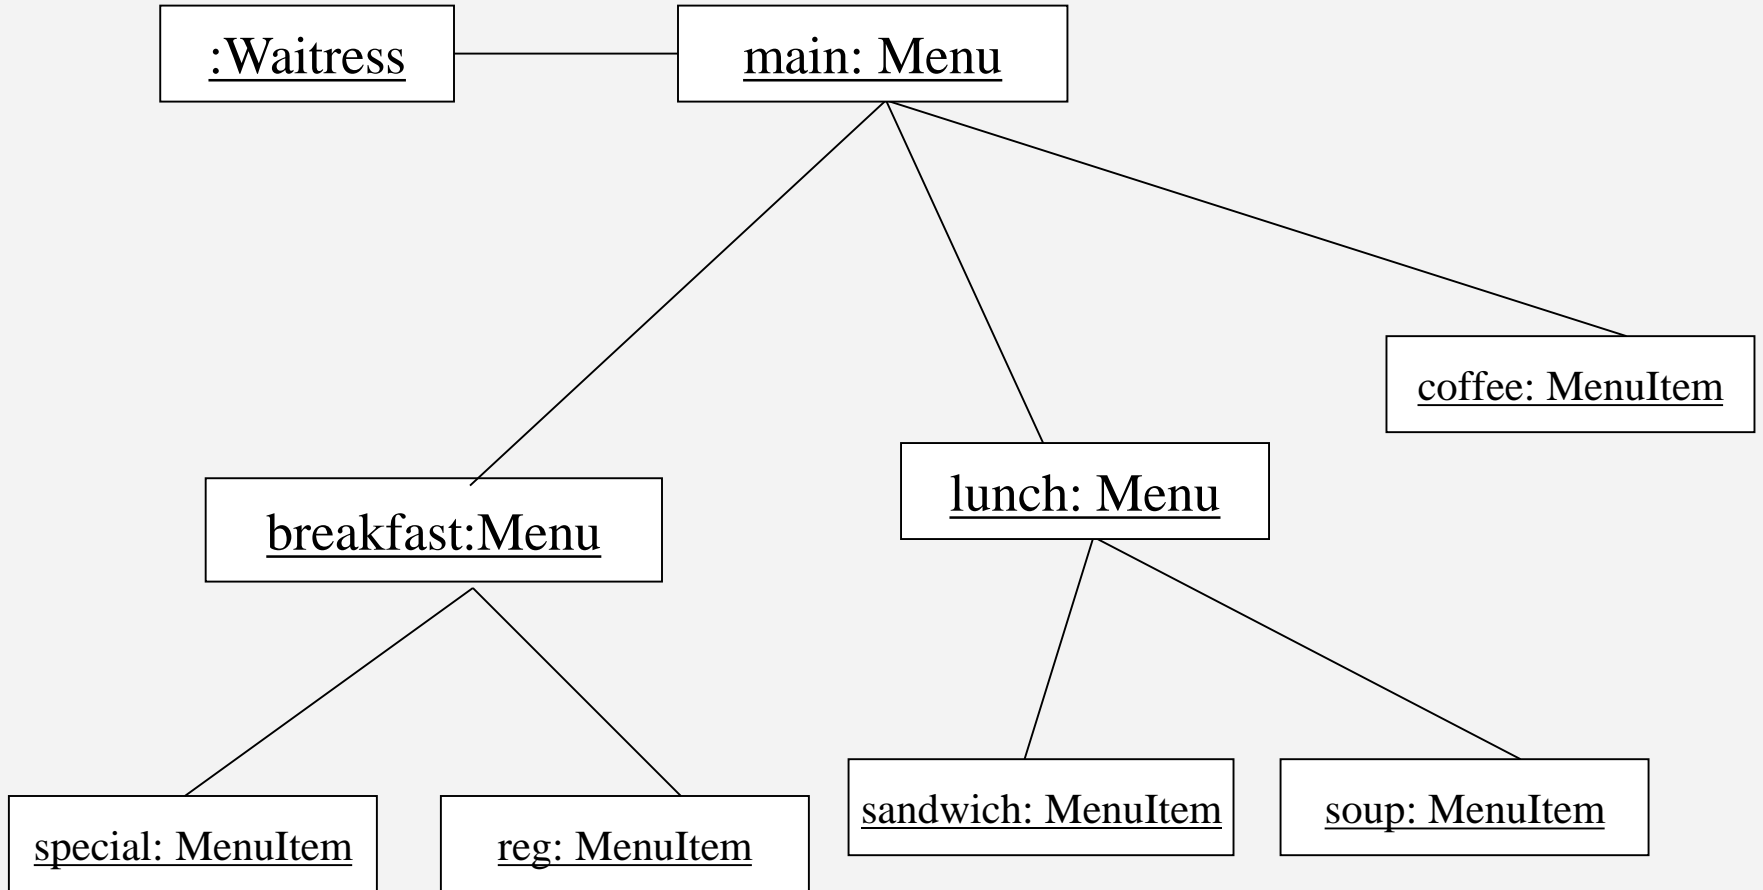 :Waitress
main: Menu
coffee: MenuItem
lunch: Menu
breakfast:Menu
sandwich: MenuItem
soup: MenuItem
special: MenuItem
reg: MenuItem